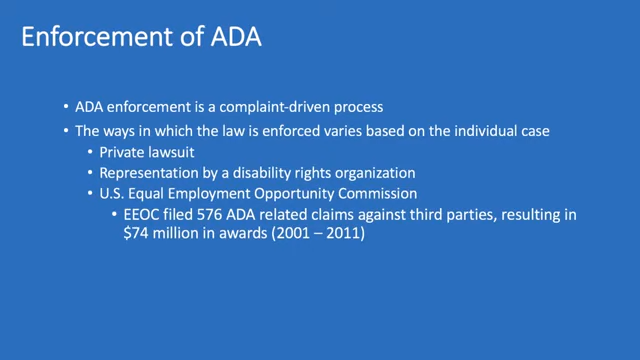 Enforcement of ADA
• ADA enforcement is a complaint-driven process
• The ways in which the law is enforced varies based on the individual case
• Private lawsuit
• Representation by a disability rights organization
• U.S. Equal Employment Opportunity Commission
• EEOC filed 576 ADA related claims against third parties, resulting in
$74 million in awards (2001 – 2011)